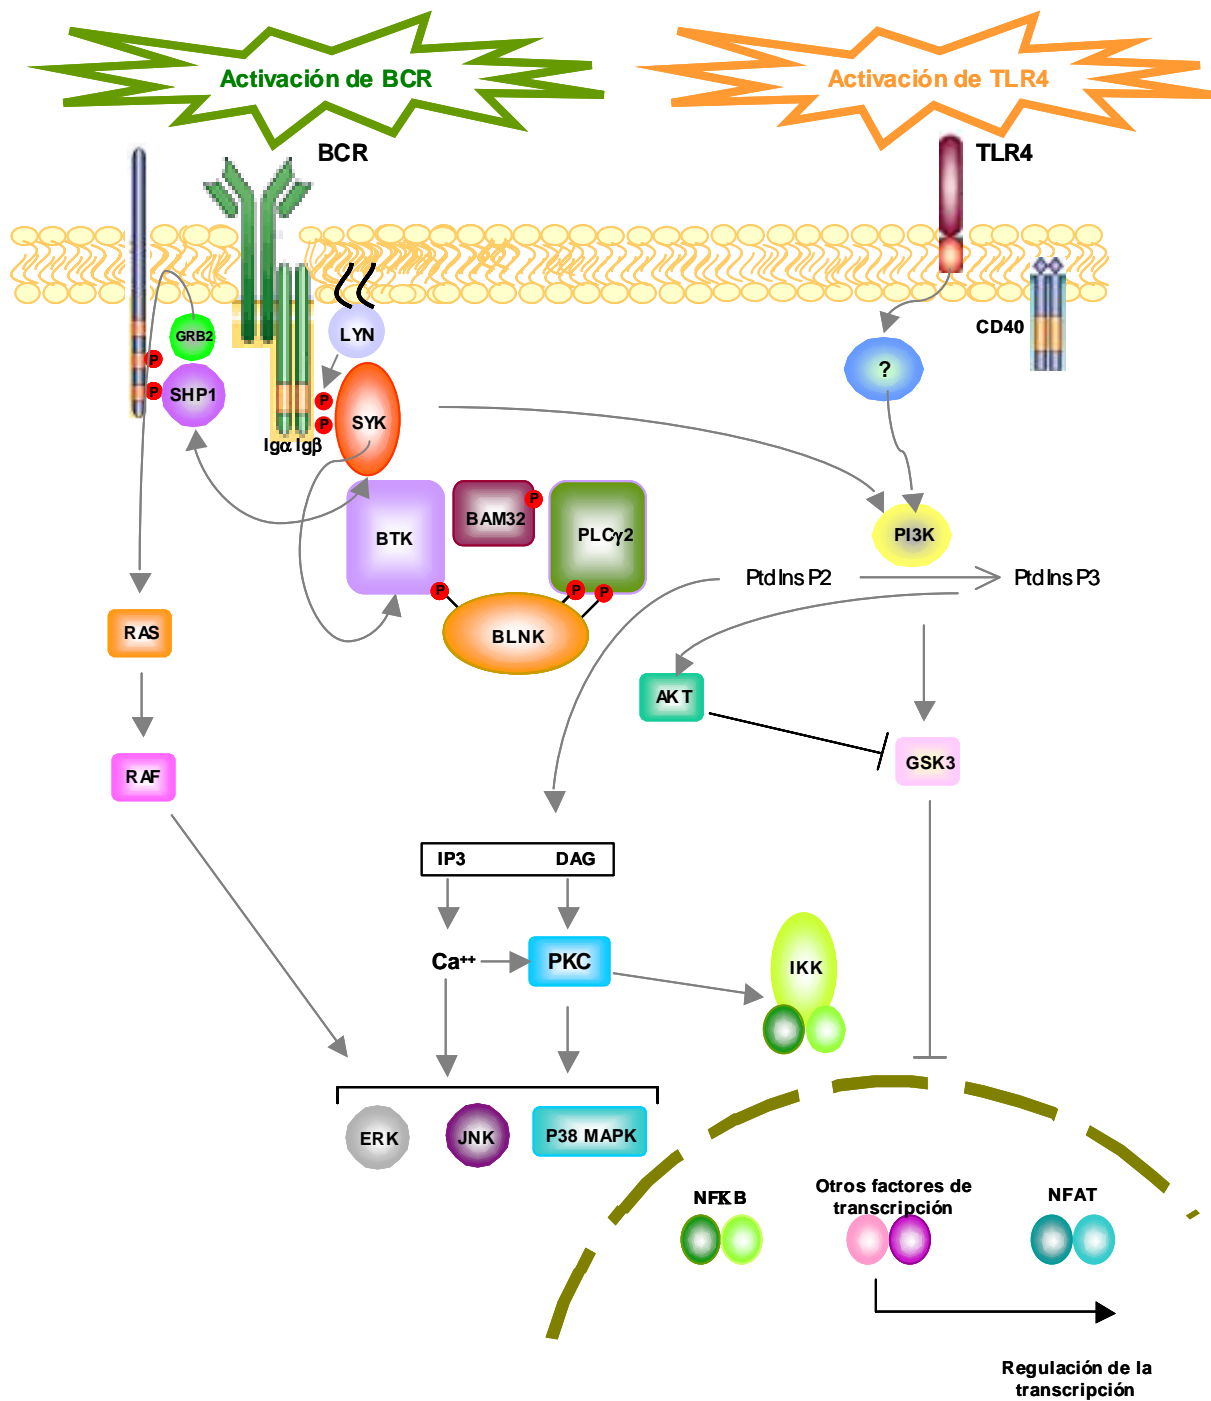 Activación de BCR
Activación de TLR4
BCR
TLR4
GRB2
LYN
CD40
P
?
SHP1
P
P
SYK
P
Igα Igβ
P
BAM32
PLCγ2
BTK
PI3K
PtdIns P2
PtdIns P3
P
P
P
RAS
BLNK
AKT
GSK3
RAF
IP3
DAG
Ca++
PKC
IKK
ERK
JNK
P38 MAPK
NFKB
Otros factores de
transcripción
NFAT
Regulación de la
transcripción